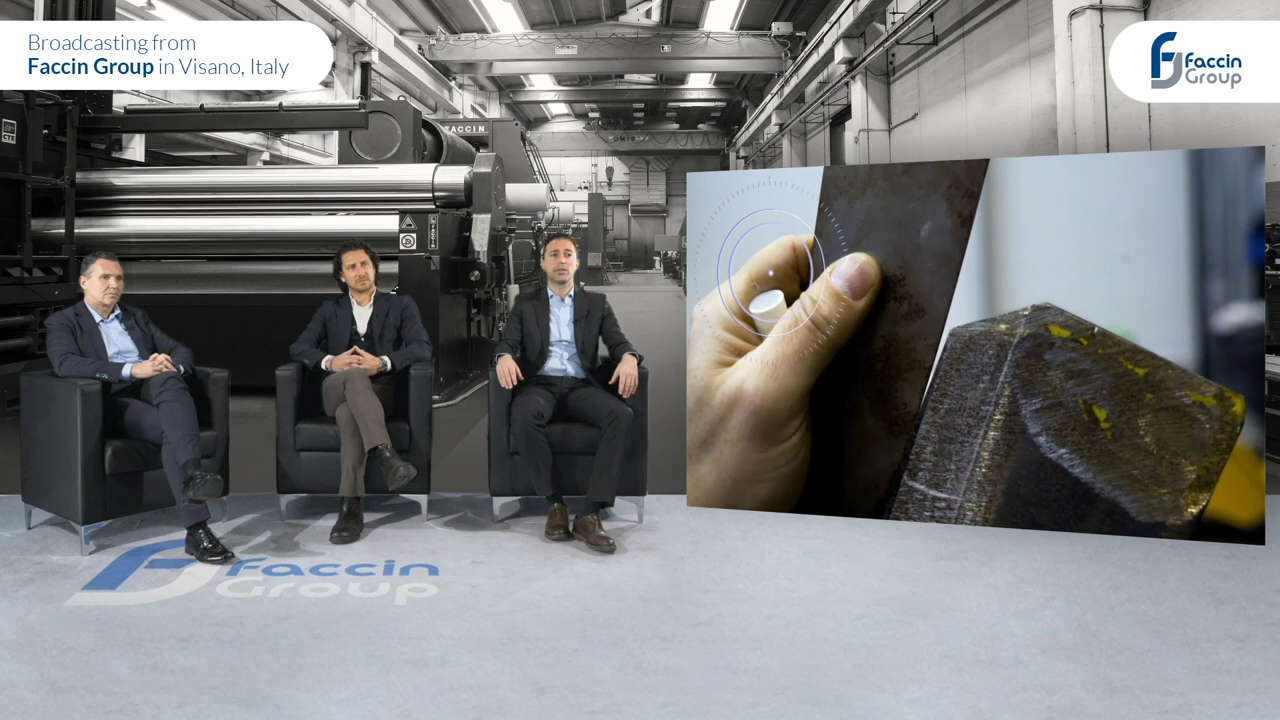 Broadcasting from
Faccin Group in Visano, Italy
Faccin
Group
FACCIN
Faccin
Group